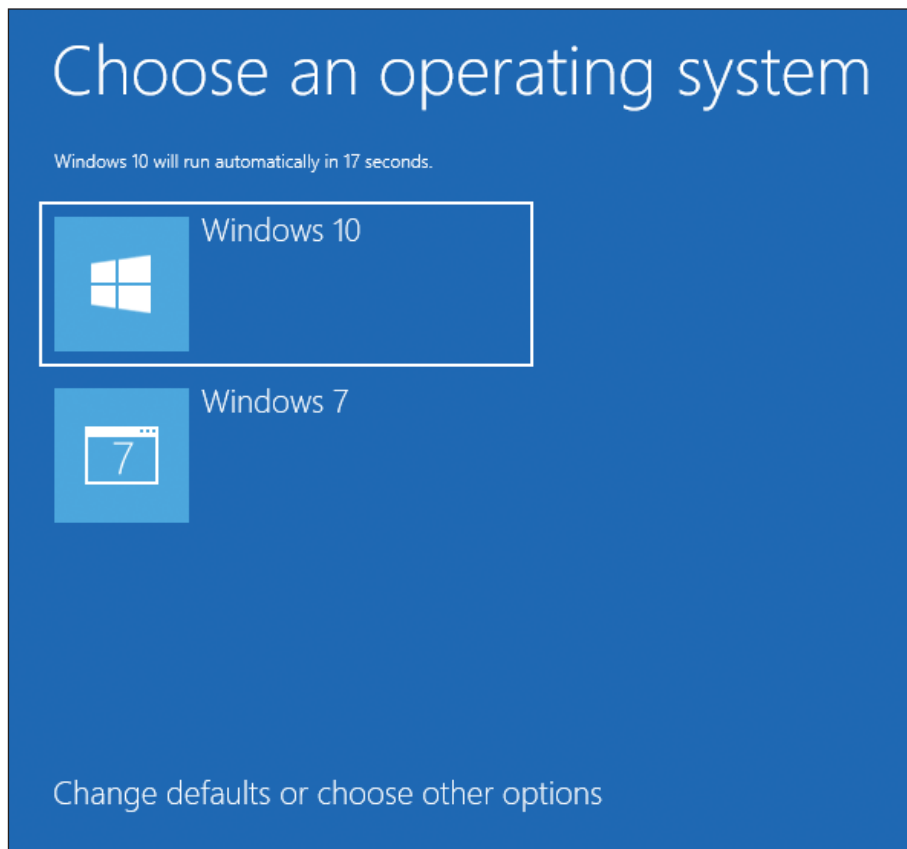 Choose an operating system
Windows 10 will run automatically in 17 seconds.
Windows 10
Windows 7
7
Change defaults or choose other options